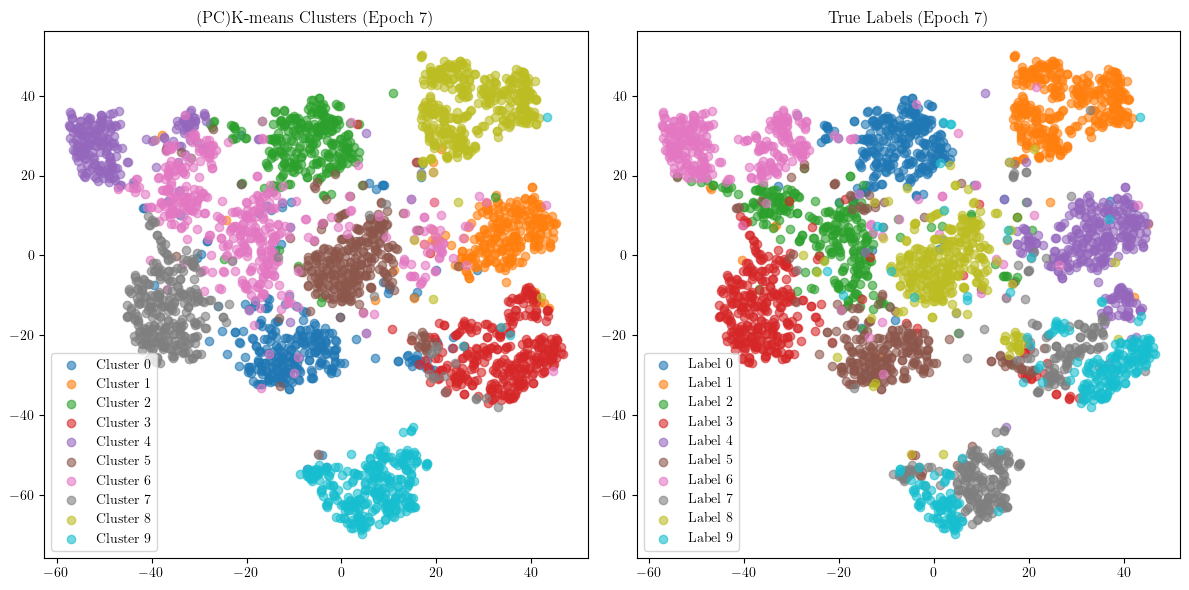 (PC)K-means Clusters (Epoch 7)
40
20
0
−20
−40
−60
−60
−40
−20
0
20
40
Cluster 0
Cluster 1
Cluster 2
Cluster 3
Cluster 4
Cluster 5
Cluster 6
Cluster 7
Cluster 8
Cluster 9
True Labels (Epoch 7)
40
20
0
−20
−40
−60
−60
−40
−20
0
20
40
Label 0
Label 1
Label 2
Label 3
Label 4
Label 5
Label 6
Label 7
Label 8
Label 9